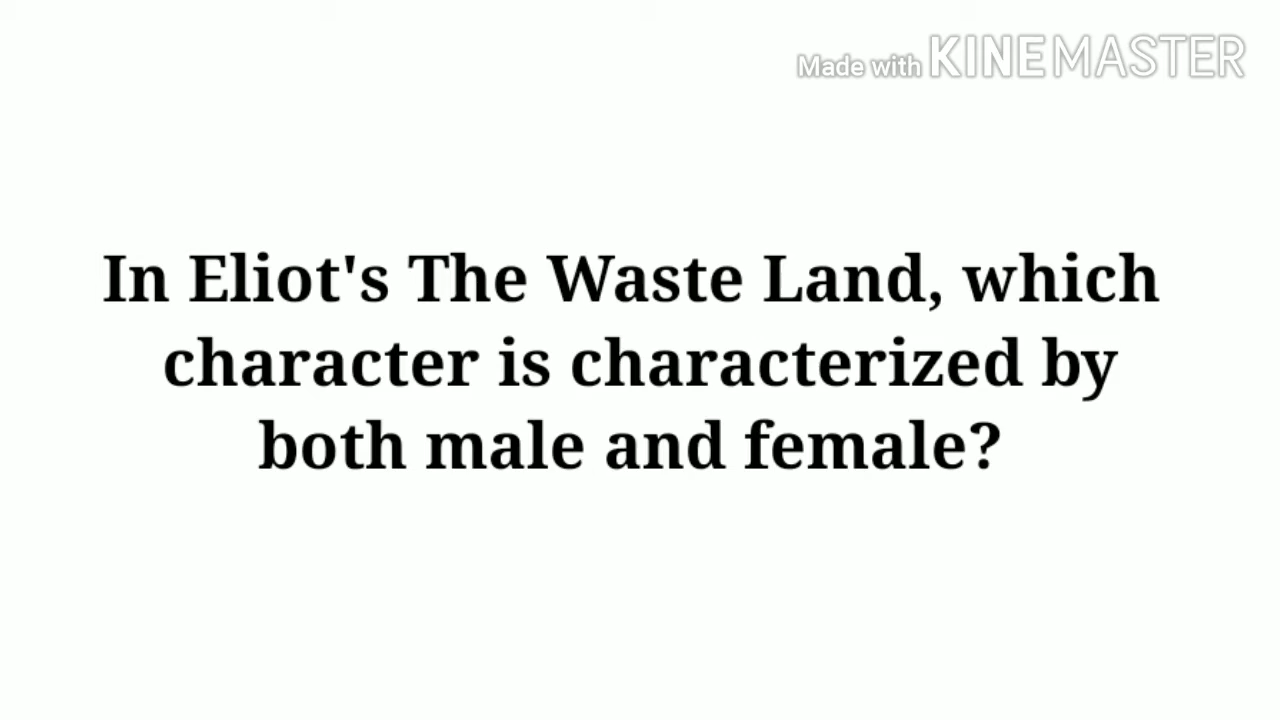 Made with KINEMASTER
In Eliot's The Waste Land, which
character is characterized by
both male and female?